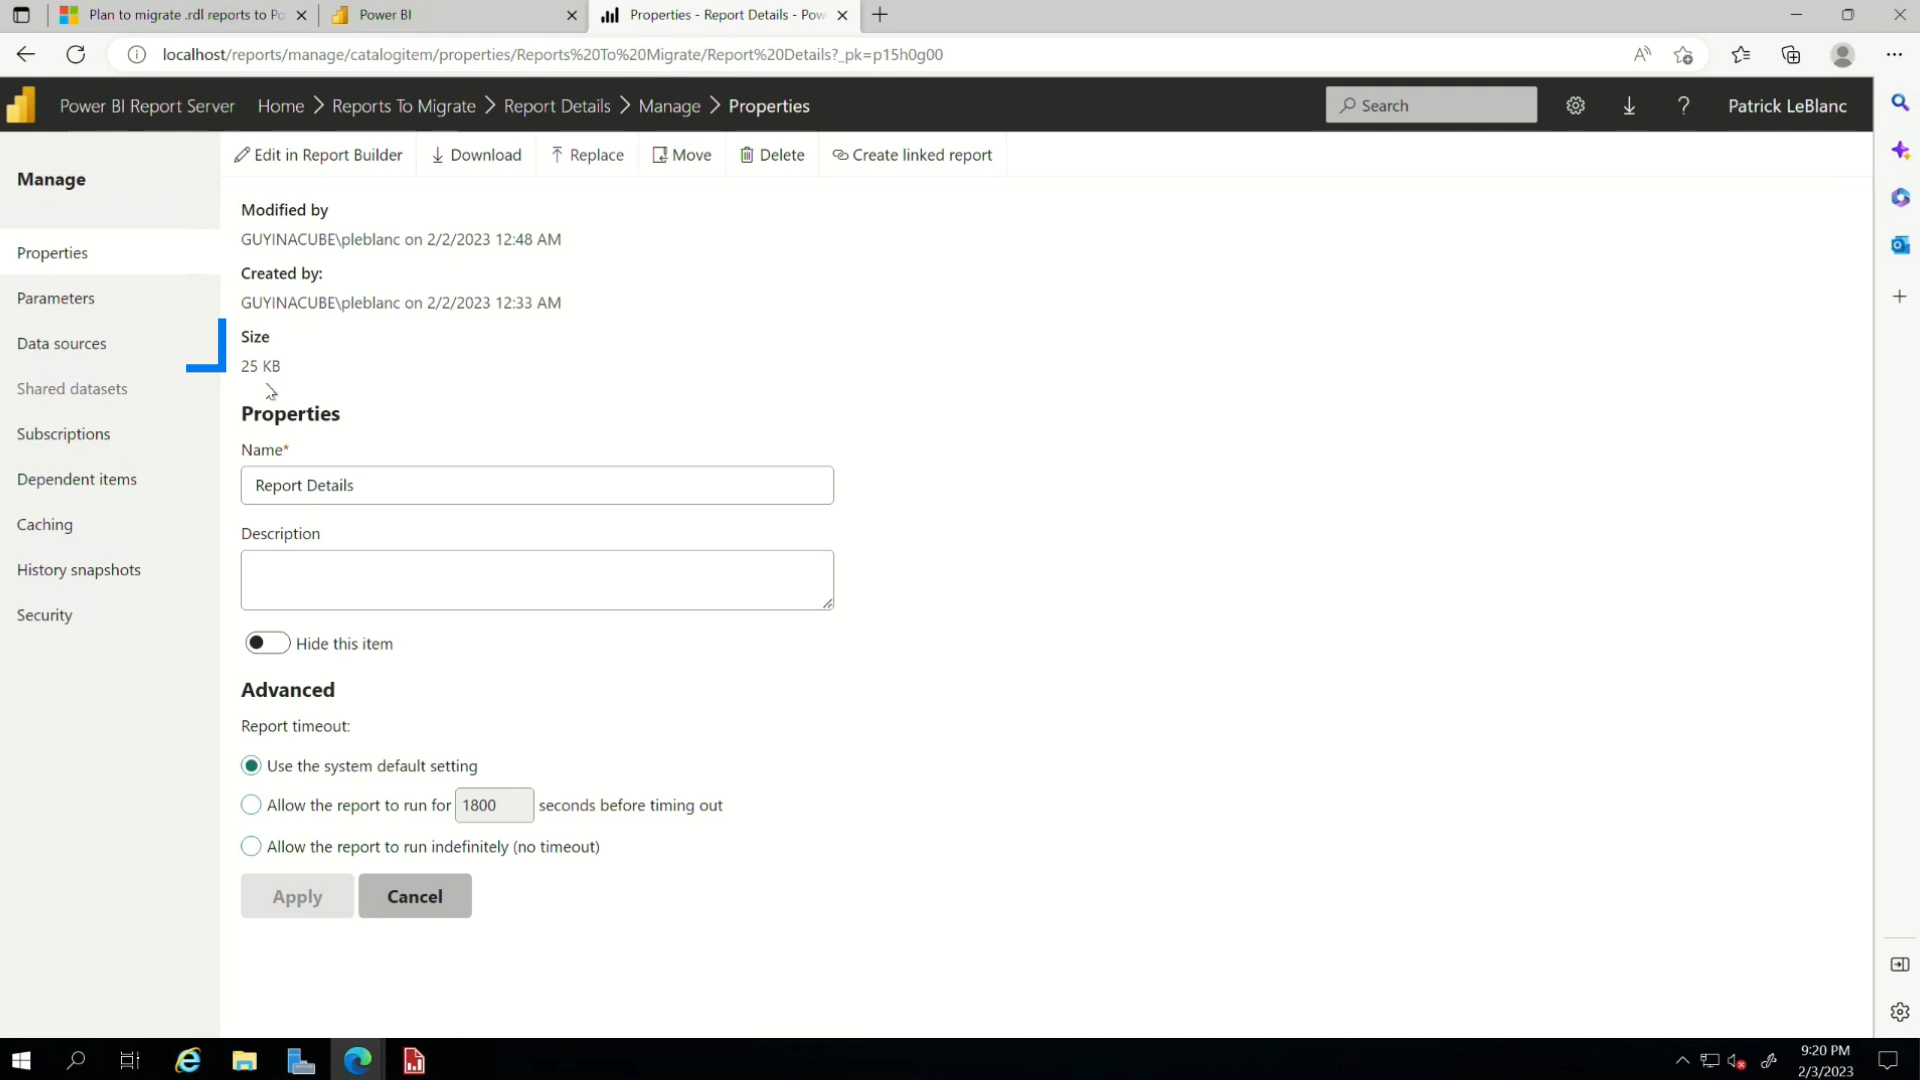 Plan to migrate .rdl reports to Po
Power BI
Properties - Report Details - Pow
localhost/reports/manage/catalogitem/properties/Reports%20To%20Migrate/Report%20Details?_pk=p15h0g00
Power BI Report Server Home > Reports To Migrate > Report Details > Manage > Properties
Search
? Patrick LeBlanc
Manage
Properties
Parameters
Data sources
Shared datasets
Subscriptions
Dependent items
Caching
History snapshots
Security
Edit in Report Builder Download Replace Move Delete Create linked report
Modified by
GUYINACUBE\pleblanc on 2/2/2023 12:48 AM
Created by:
GUYINACUBE\pleblanc on 2/2/2023 12:33 AM
Size
25 KB
Properties
Name*
Report Details
Description
Hide this item
Advanced
Report timeout:
Use the system default setting
Allow the report to run for 1800 seconds before timing out
Allow the report to run indefinitely (no timeout)
Apply Cancel
9:20 PM
2/3/2023